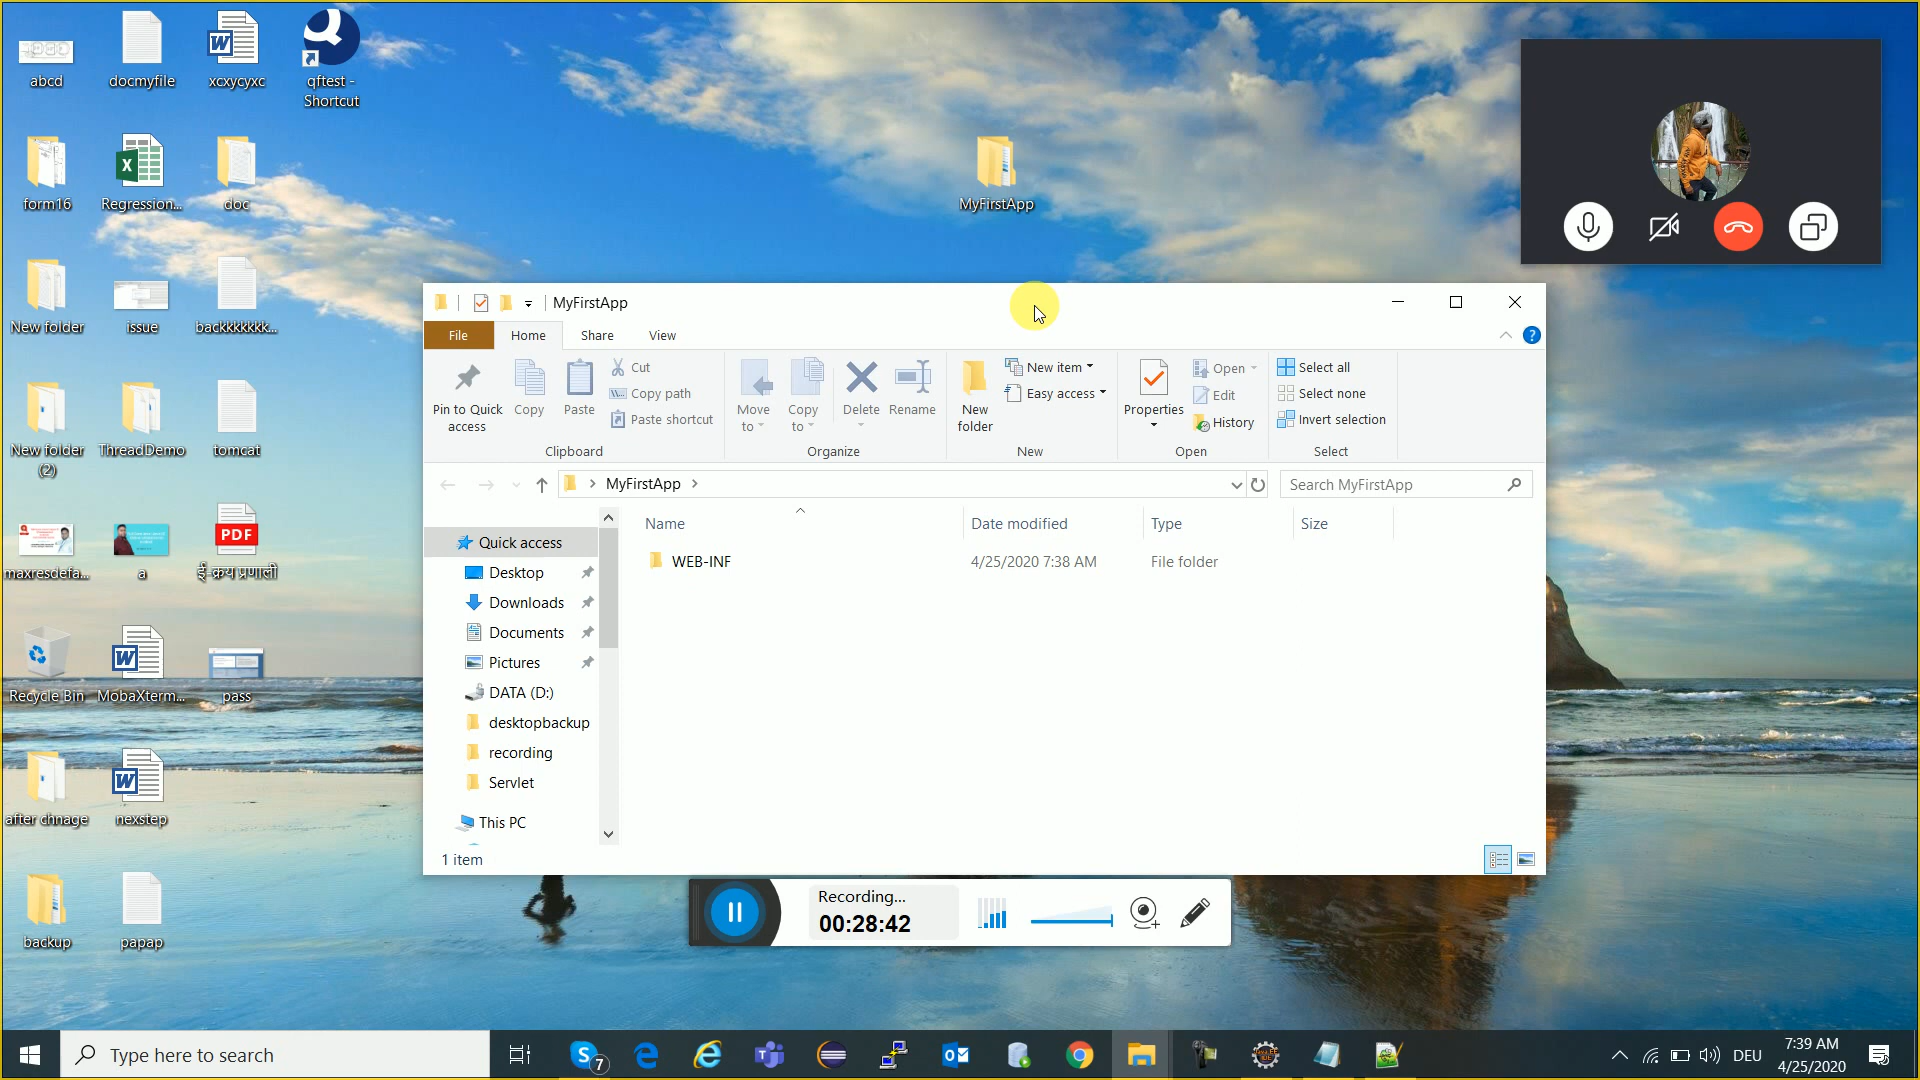 abcd
docmyfile
xcxycyxc
qftest -
Shortcut
form16
Regression...
doc
MyFirstApp
New folder
issue
backkkkkkk...
New folder
(2)
ThreadDemo
tomcat
maxresdefa...
a
PDF
ई-क्रय प्रणाली
Recycle Bin
MobaXterm...
pass
after chnage
nexstep
backup
papap
MyFirstApp
File
Home
Share
View
Pin to Quick
access
Copy
Paste
Cut
Copy path
Paste shortcut
Clipboard
Move
to
Copy
to
Delete
Rename
Organize
New
folder
New item
Easy access
New
Properties
Open
Edit
History
Open
Select all
Select none
Invert selection
Select
MyFirstApp
Search MyFirstApp
Name
Date modified
Type
Size
WEB-INF
4/25/2020 7:38 AM
File folder
Quick access
Desktop
Downloads
Documents
Pictures
DATA (D:)
desktopbackup
recording
Servlet
This PC
1 item
Recording...
00:28:42
Type here to search
7
DEU
7:39 AM
4/25/2020